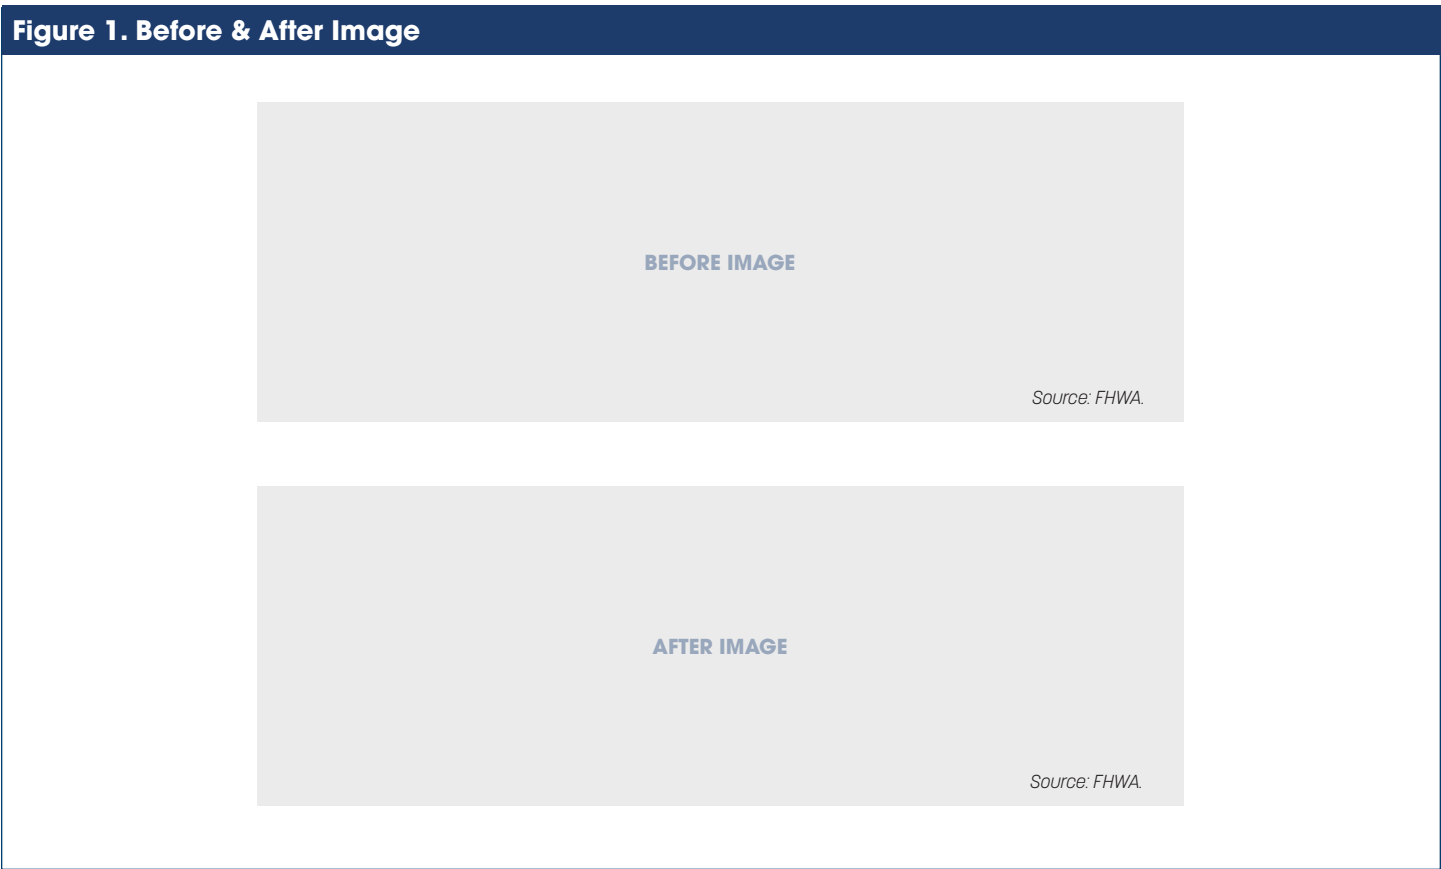 Figure 1. Before & After Image
BEFORE IMAGE
Source: FHWA.
AFTER IMAGE
Source: FHWA.